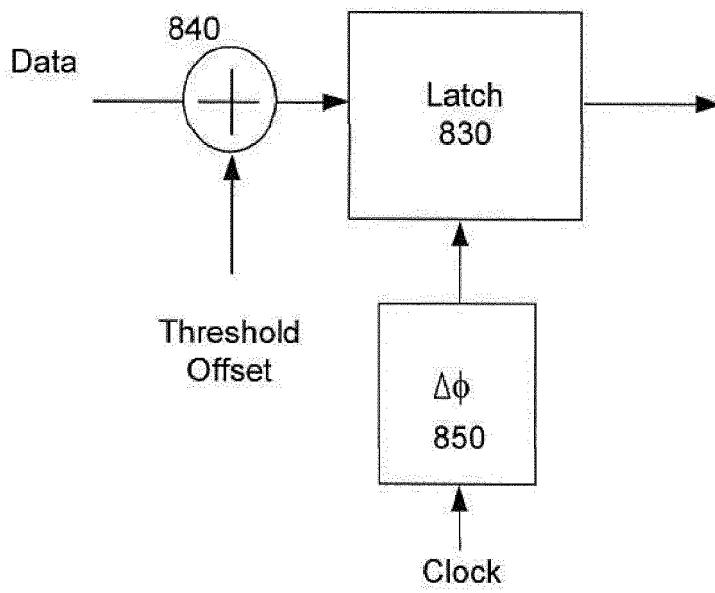 840
Data
Latch
830
Threshold
Offset
Δϕ
850
Clock